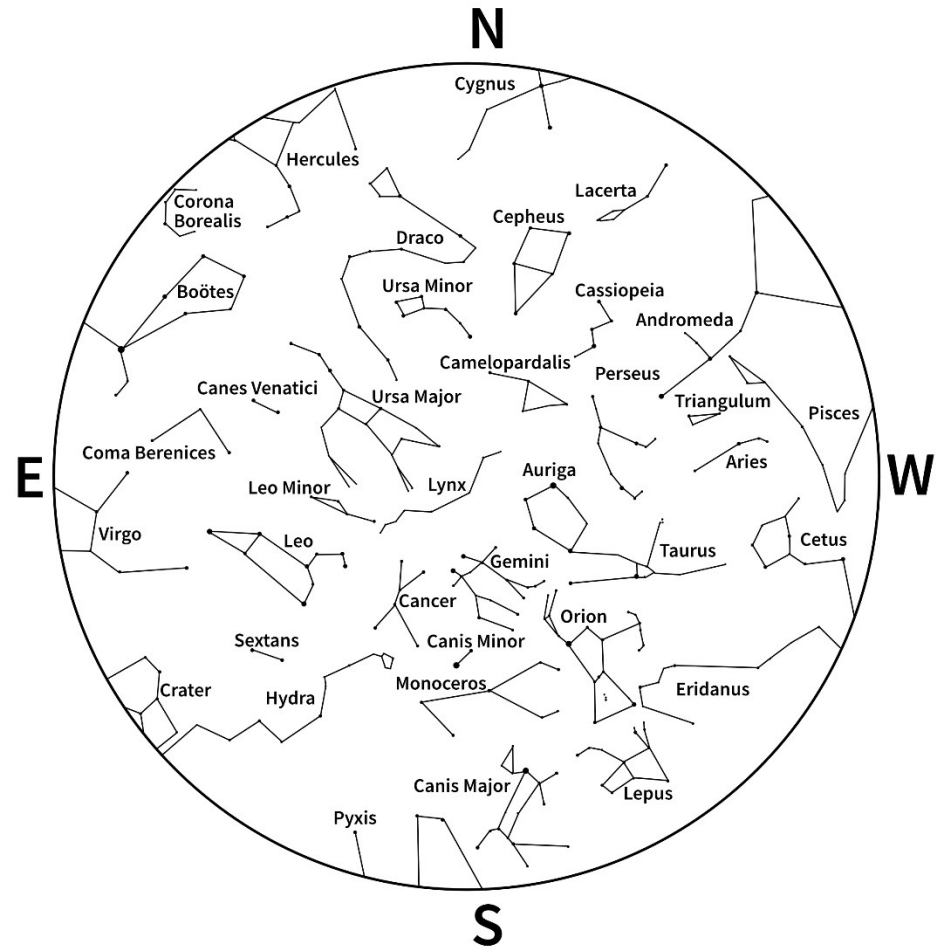 N
Cygnus
Hercules
Lacerta
Corona
Borealis
Cepheus
Draco
Ursa Minor
Boötes
Cassiopeia
Andromeda
Camelopardalis
Perseus
Canes Venatici
Ursa Major
Triangulum
Pisces
Coma Berenices
Aries
E
W
Auriga
Leo Minor
Lynx
Virgo
Leo
Cetus
Taurus
Gemini
Cancer
Orion
Sextans
Canis Minor
Crater
Hydra
Monoceros
Eridanus
Canis Major
Lepus
Pyxis
S